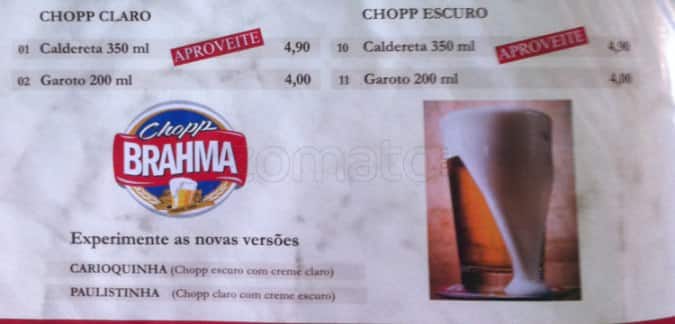 CHOPP CLARO
01 Caldereta 350 ml APROVEITE 4,90
02 Garoto 200 ml 4,00
CHOPP ESCURO
10 Caldereta 350 ml APROVEITE 4,90
11 Garoto 200 ml 4,00
Chopp
BRAHMA
zomato
Experimente as novas versões
CARIOQUINHA (Chopp escuro com creme claro)
PAULISTINHA (Chopp claro com creme escuro)